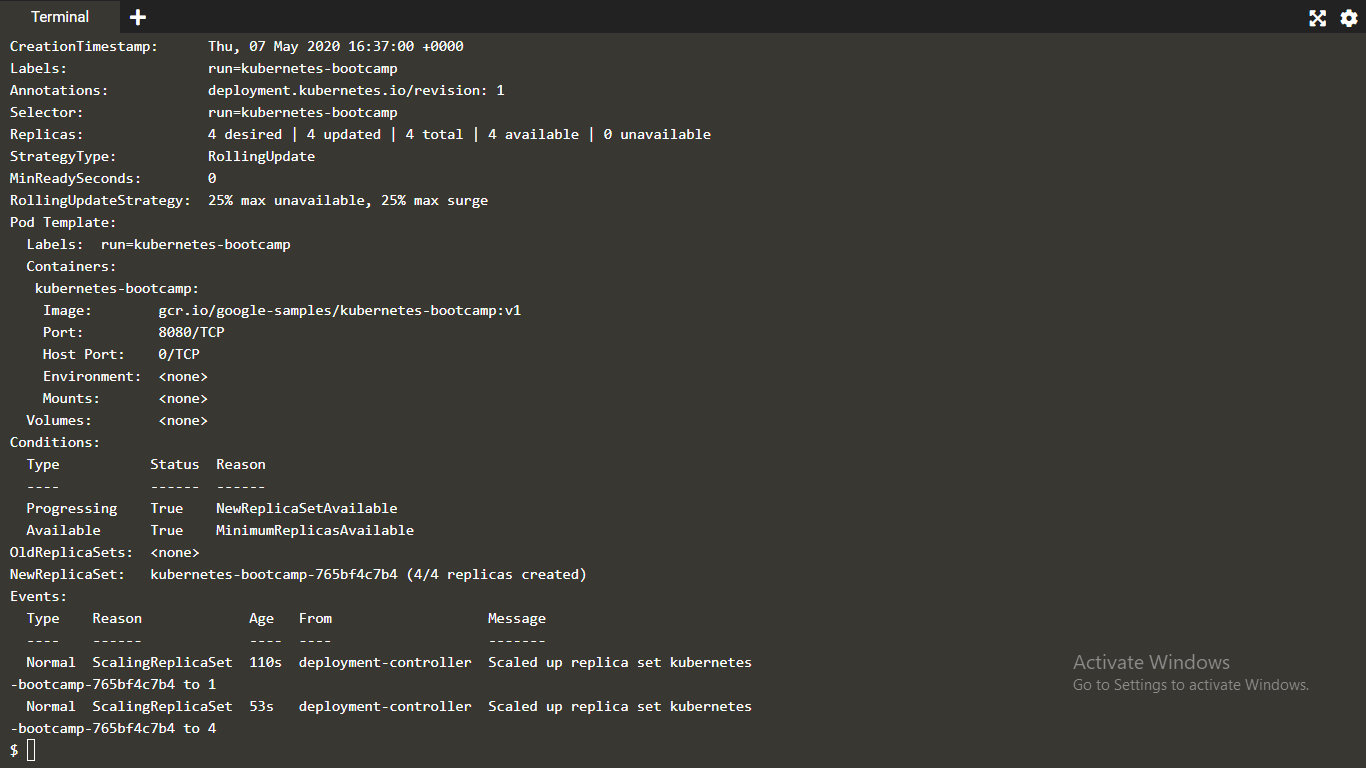 Terminal
CreationTimestamp:      Thu, 07 May 2020 16:37:00 +0000
Labels:                 run=kubernetes-bootcamp
Annotations:            deployment.kubernetes.io/revision: 1
Selector:               run=kubernetes-bootcamp
Replicas:               4 desired | 4 updated | 4 total | 4 available | 0 unavailable
StrategyType:           RollingUpdate
MinReadySeconds:        0
RollingUpdateStrategy:  25% max unavailable, 25% max surge
Pod Template:
  Labels:  run=kubernetes-bootcamp
  Containers:
   kubernetes-bootcamp:
    Image:        gcr.io/google-samples/kubernetes-bootcamp:v1
    Port:         8080/TCP
    Host Port:    0/TCP
    Environment:  <none>
    Mounts:       <none>
  Volumes:        <none>
Conditions:
  Type           Status  Reason
  ----           ------  ------
  Progressing    True    NewReplicaSetAvailable
  Available      True    MinimumReplicasAvailable
OldReplicaSets:  <none>
NewReplicaSet:   kubernetes-bootcamp-765bf4c7b4 (4/4 replicas created)
Events:
  Type    Reason             Age   From                   Message
  ----    ------             ----  ----                   -------
  Normal  ScalingReplicaSet  110s  deployment-controller  Scaled up replica set kubernetes
-bootcamp-765bf4c7b4 to 1
  Normal  ScalingReplicaSet  53s   deployment-controller  Scaled up replica set kubernetes
-bootcamp-765bf4c7b4 to 4
$
Activate Windows
Go to Settings to activate Windows.